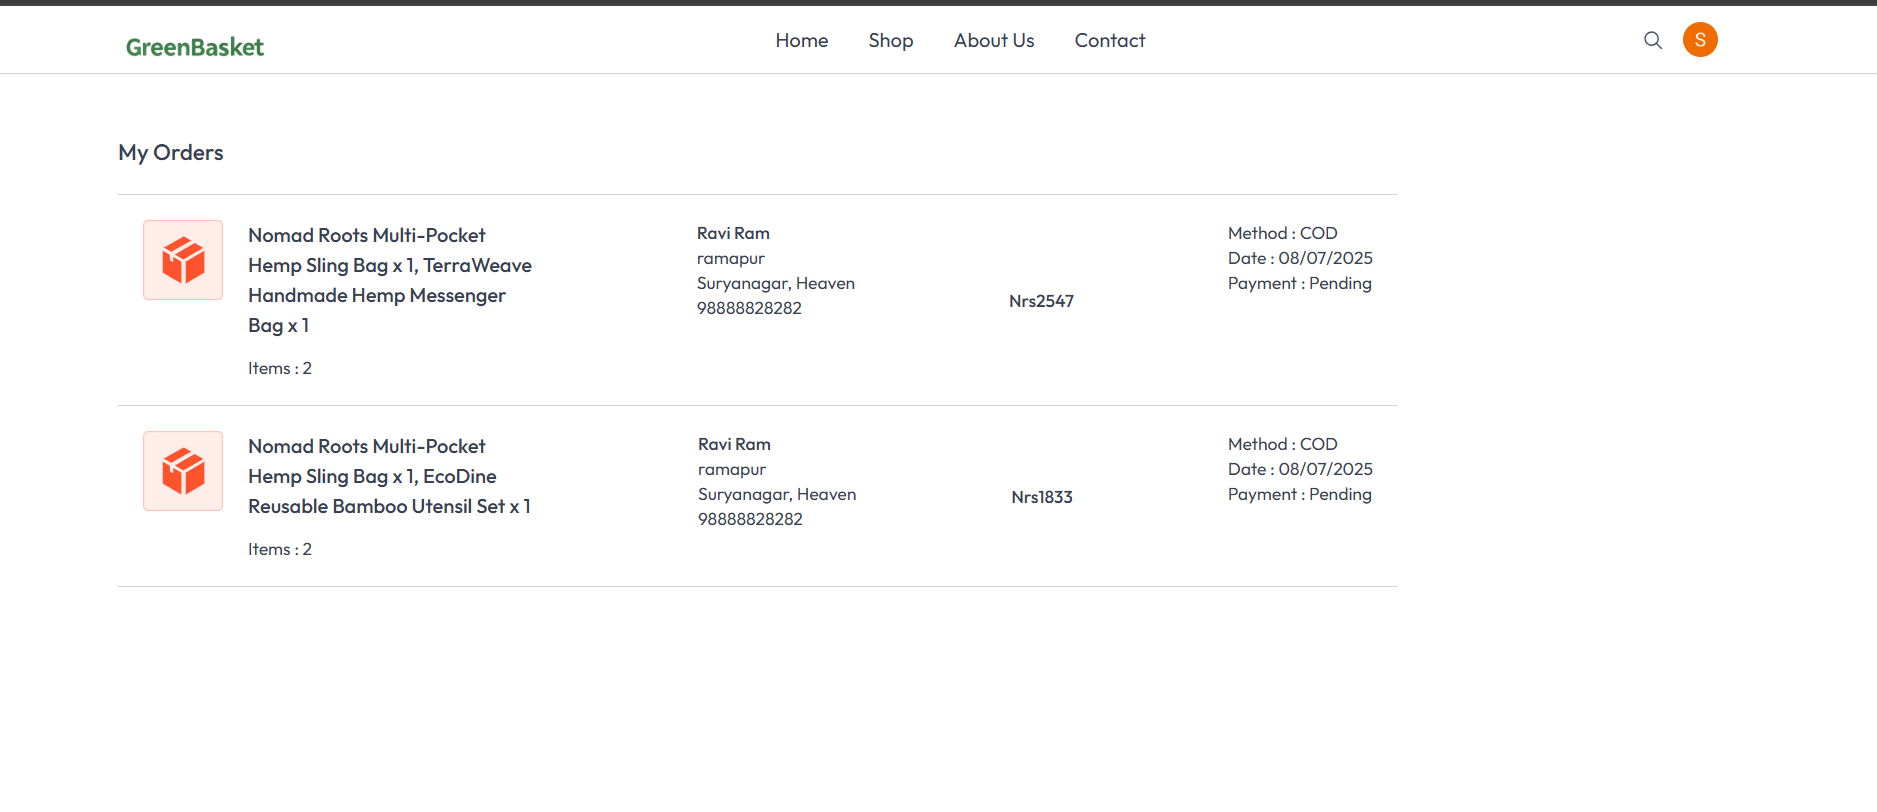 GreenBasket
Home
Shop
About Us
Contact
S
My Orders
Nomad Roots Multi-Pocket
Hemp Sling Bag x 1, TerraWeave
Handmade Hemp Messenger
Bag x 1
Items : 2
Ravi Ram
ramapur
Suryanagar, Heaven
98888828282
Nrs2547
Method : COD
Date : 08/07/2025
Payment : Pending
Nomad Roots Multi-Pocket
Hemp Sling Bag x 1, EcoDine
Reusable Bamboo Utensil Set x 1
Items : 2
Ravi Ram
ramapur
Suryanagar, Heaven
98888828282
Nrs1833
Method : COD
Date : 08/07/2025
Payment : Pending